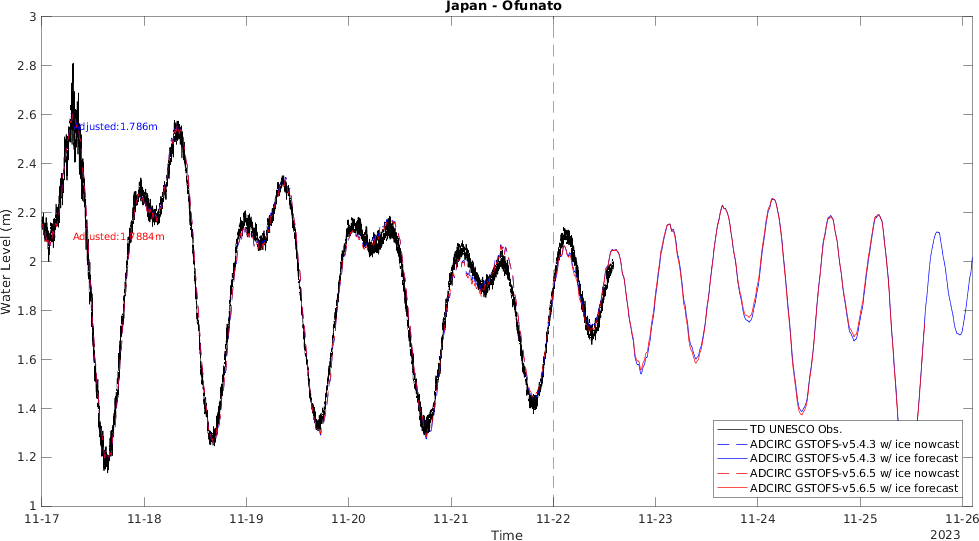 Japan - Ofunato
3
2.8
2.6
2.4
2.2
2
1.8
1.6
1.4
1.2
1
Water Level (m)
Adjusted:1.786m
Adjusted:1.7884m
TD UNESCO Obs.
ADCIRC GSTOFS-v5.4.3 w/ ice nowcast
ADCIRC GSTOFS-v5.4.3 w/ ice forecast
ADCIRC GSTOFS-v5.6.5 w/ ice nowcast
ADCIRC GSTOFS-v5.6.5 w/ ice forecast
11-17 11-18 11-19 11-20 11-21 11-22 11-23 11-24 11-25 11-26
Time
2023